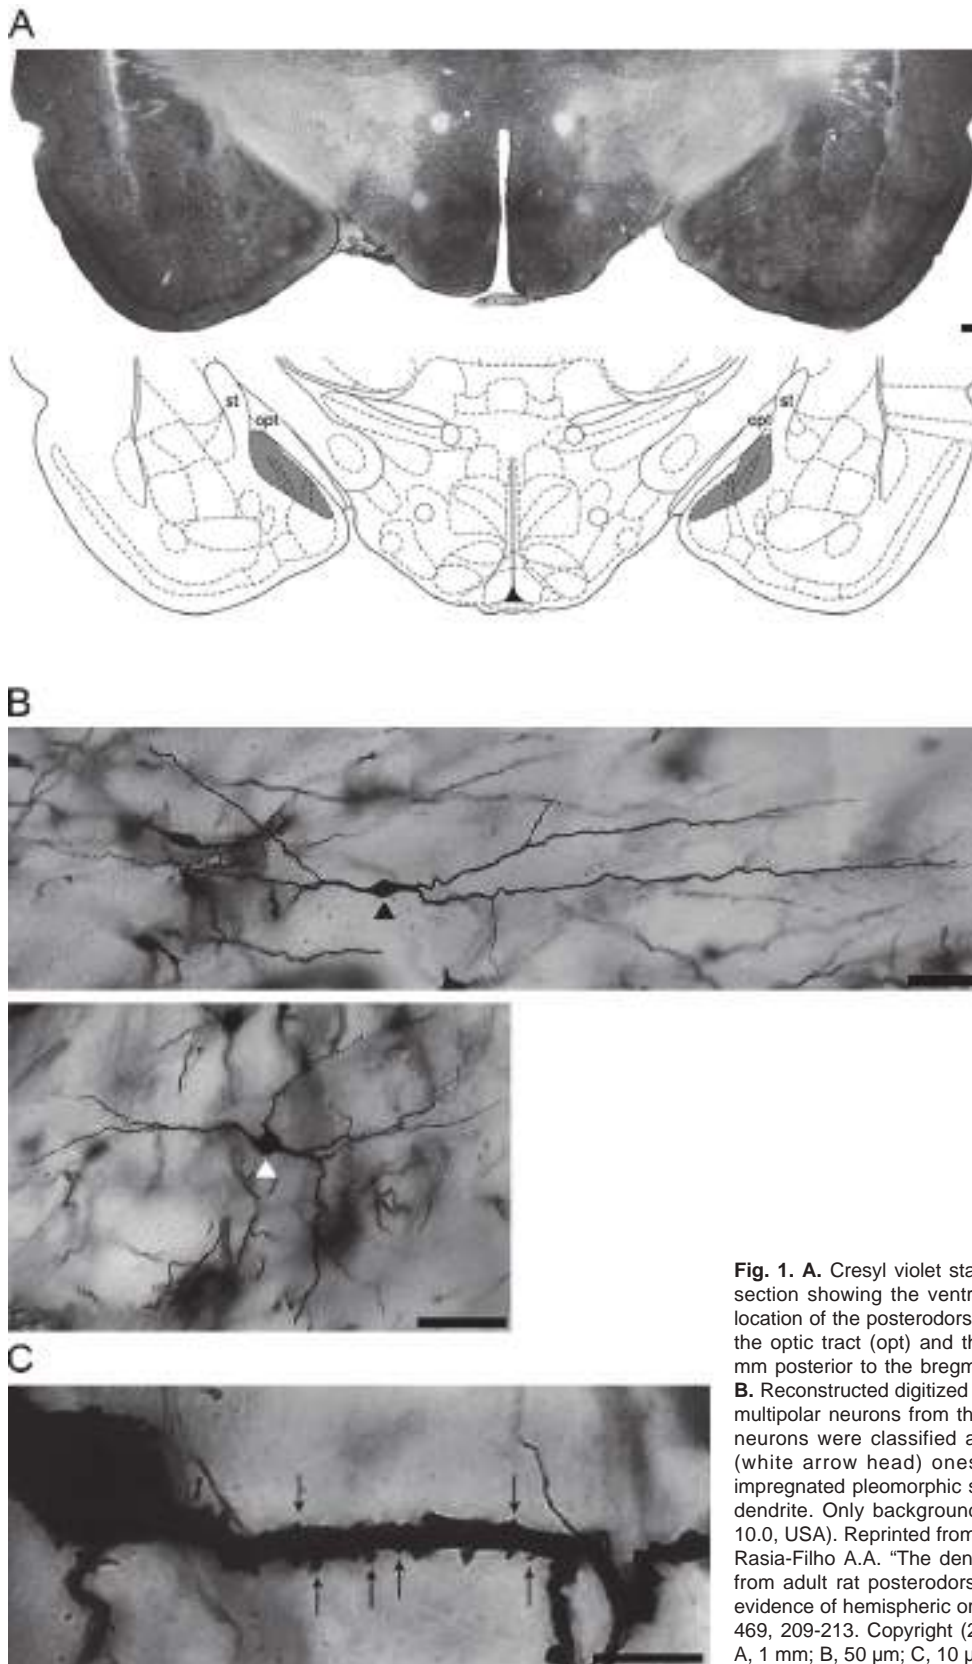 A
st
opt
opt
st
B
C
Fig. 1. A. Cresyl violet sta
section showing the ventr
location of the posterodors
the optic tract (opt) and th
mm posterior to the bregm
B. Reconstructed digitized
multipolar neurons from th
neurons were classified a
(white arrow head) ones
impregnated pleomorphic s
dendrite. Only background
10.0, USA). Reprinted from
Rasia-Filho A.A. “The den
from adult rat posterodors
evidence of hemispheric or
469, 209-213. Copyright (2
A, 1 mm; B, 50 µm; C, 10 µ